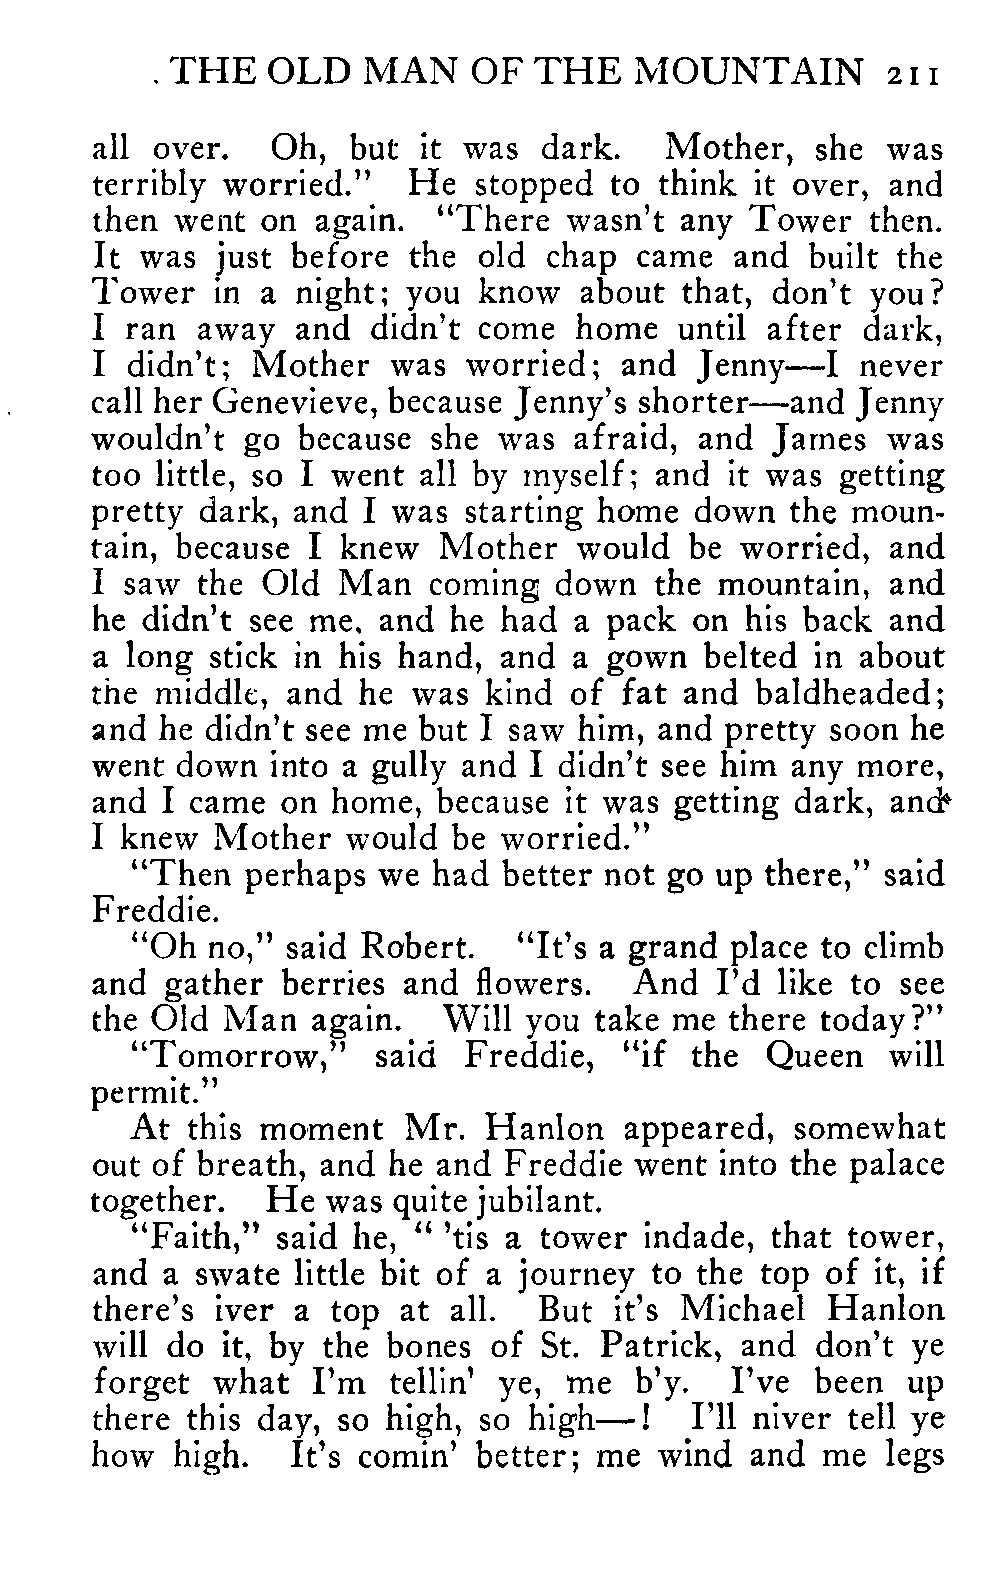 THE OLD MAN OF THE MOUNTAIN 211
all over. Oh, but it was dark. Mother, she was
terribly worried." He stopped to think it over, and
then went on again. "There wasn't any Tower then.
It was just before the old chap came and built the
Tower in a night; you know about that, don't you?
I ran away and didn't come home until after dark,
I didn't; Mother was worried; and Jenny—I never
call her Genevieve, because Jenny's shorter—and Jenny
wouldn't go because she was afraid, and James was
too little, so I went all by myself; and it was getting
pretty dark, and I was starting home down the moun-
tain, because I knew Mother would be worried, and
I saw the Old Man coming down the mountain, and
he didn't see me, and he had a pack on his back and
a long stick in his hand, and a gown belted in about
the middle, and he was kind of fat and baldheaded;
and he didn't see me but I saw him, and pretty soon he
went down into a gully and I didn't see him any more,
and I came on home, because it was getting dark, and
I knew Mother would be worried."
"Then perhaps we had better not go up there," said
Freddie.
"Oh no," said Robert. "It's a grand place to climb
and gather berries and flowers. And I'd like to see
the Old Man again. Will you take me there today?"
"Tomorrow," said Freddie, "if the Queen will
permit."
At this moment Mr. Hanlon appeared, somewhat
out of breath, and he and Freddie went into the palace
together. He was quite jubilant.
"Faith," said he, " 'tis a tower indade, that tower,
and a swate little bit of a journey to the top of it, if
there's iver a top at all. But it's Michael Hanlon
will do it, by the bones of St. Patrick, and don't ye
forget what I'm tellin' ye, me b'y. I've been up
there this day, so high, so high—! I'll niver tell ye
how high. It's comin' better; me wind and me legs